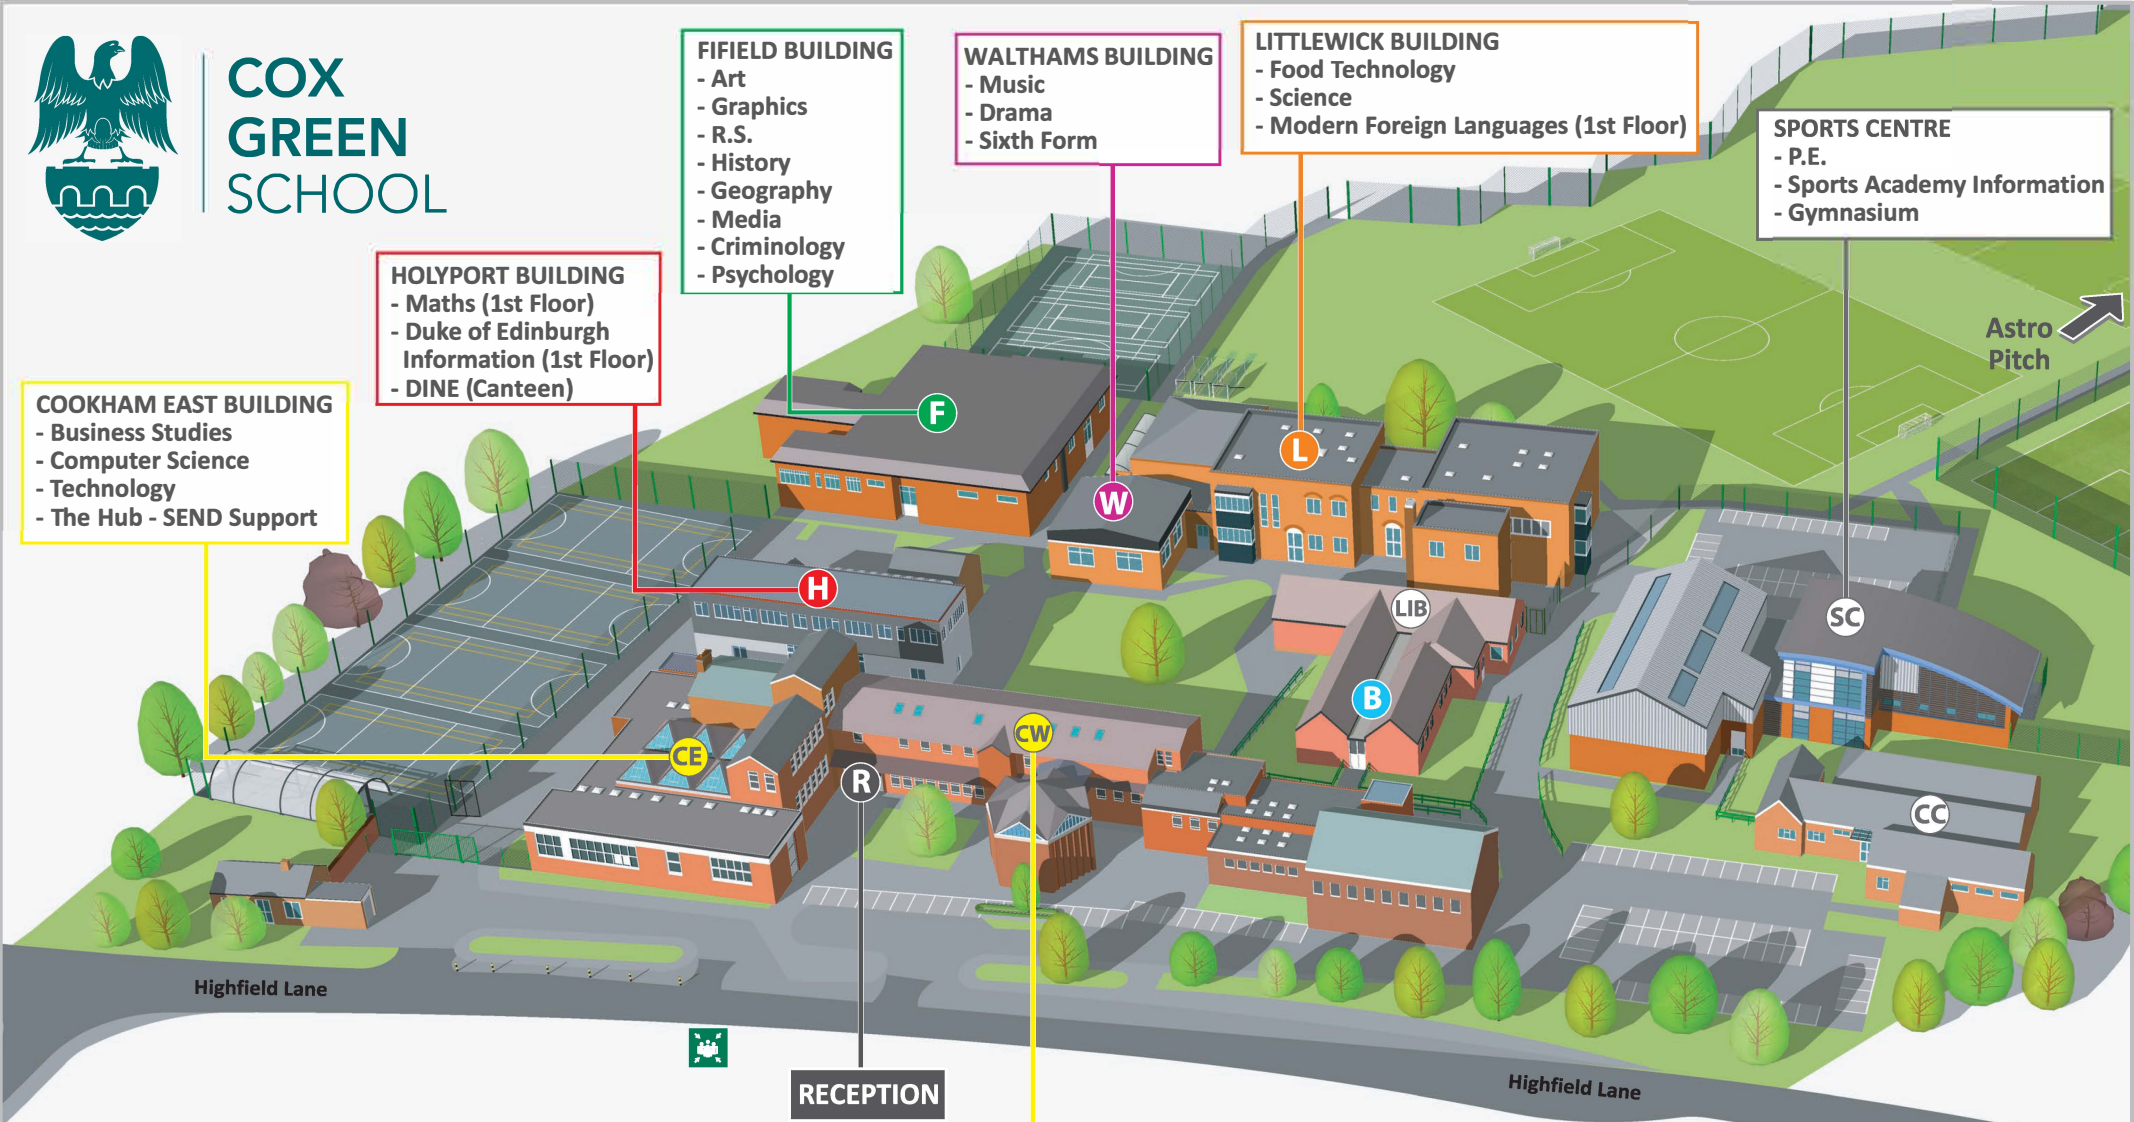 COX
GREEN
SCHOOL
FIFIELD BUILDING
- Art
- Graphics
- R.S.
- History
- Geography
- Media
- Criminology
- Psychology
WALTHAMS BUILDING
- Music
- Drama
- Sixth Form
LITTLEWICK BUILDING
- Food Technology
- Science
- Modern Foreign Languages (1st Floor)
SPORTS CENTRE
- P.E.
- Sports Academy Information
- Gymnasium
HOLYPORT BUILDING
- Maths (1st Floor)
- Duke of Edinburgh
Information (1st Floor)
- DINE (Canteen)
COOKHAM EAST BUILDING
- Business Studies
- Computer Science
- Technology
- The Hub - SEND Support
Astro
Pitch
F
L
W
H
LIB
SC
B
CW
CE
R
CC
Highfield Lane
Highfield Lane
RECEPTION